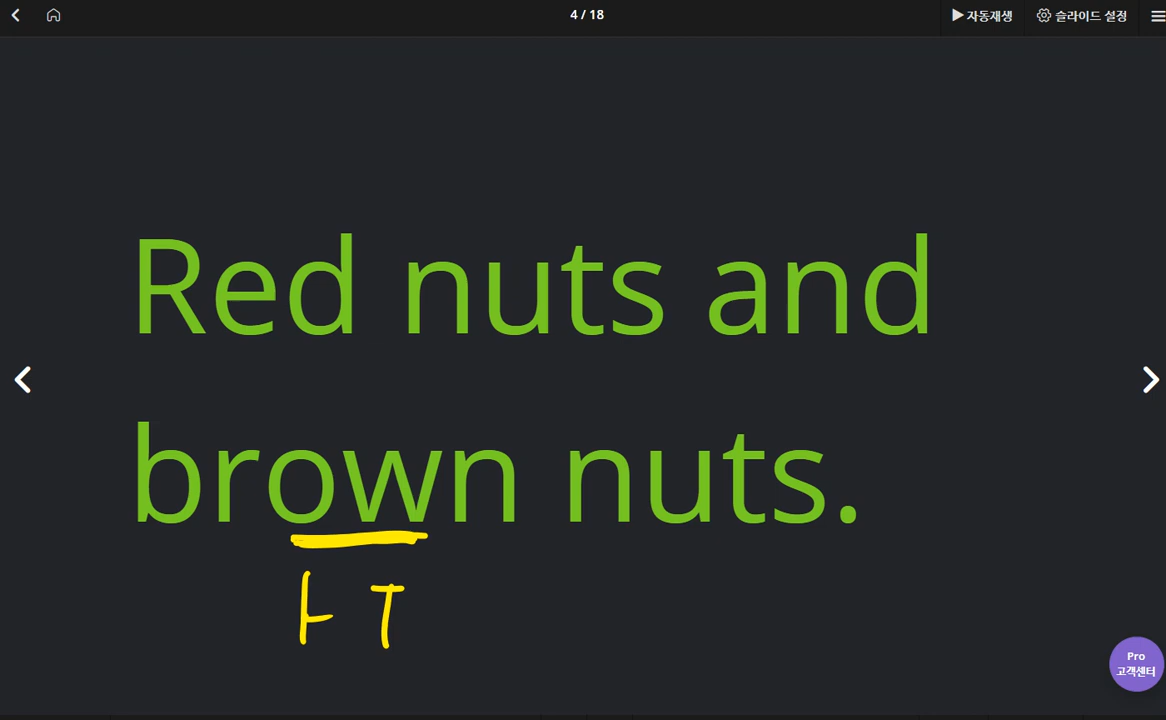 4 / 18
자동재생
슬라이드 설정
Red nuts and
brown nuts.
ㅏ ㅜ
Pro
고객센터